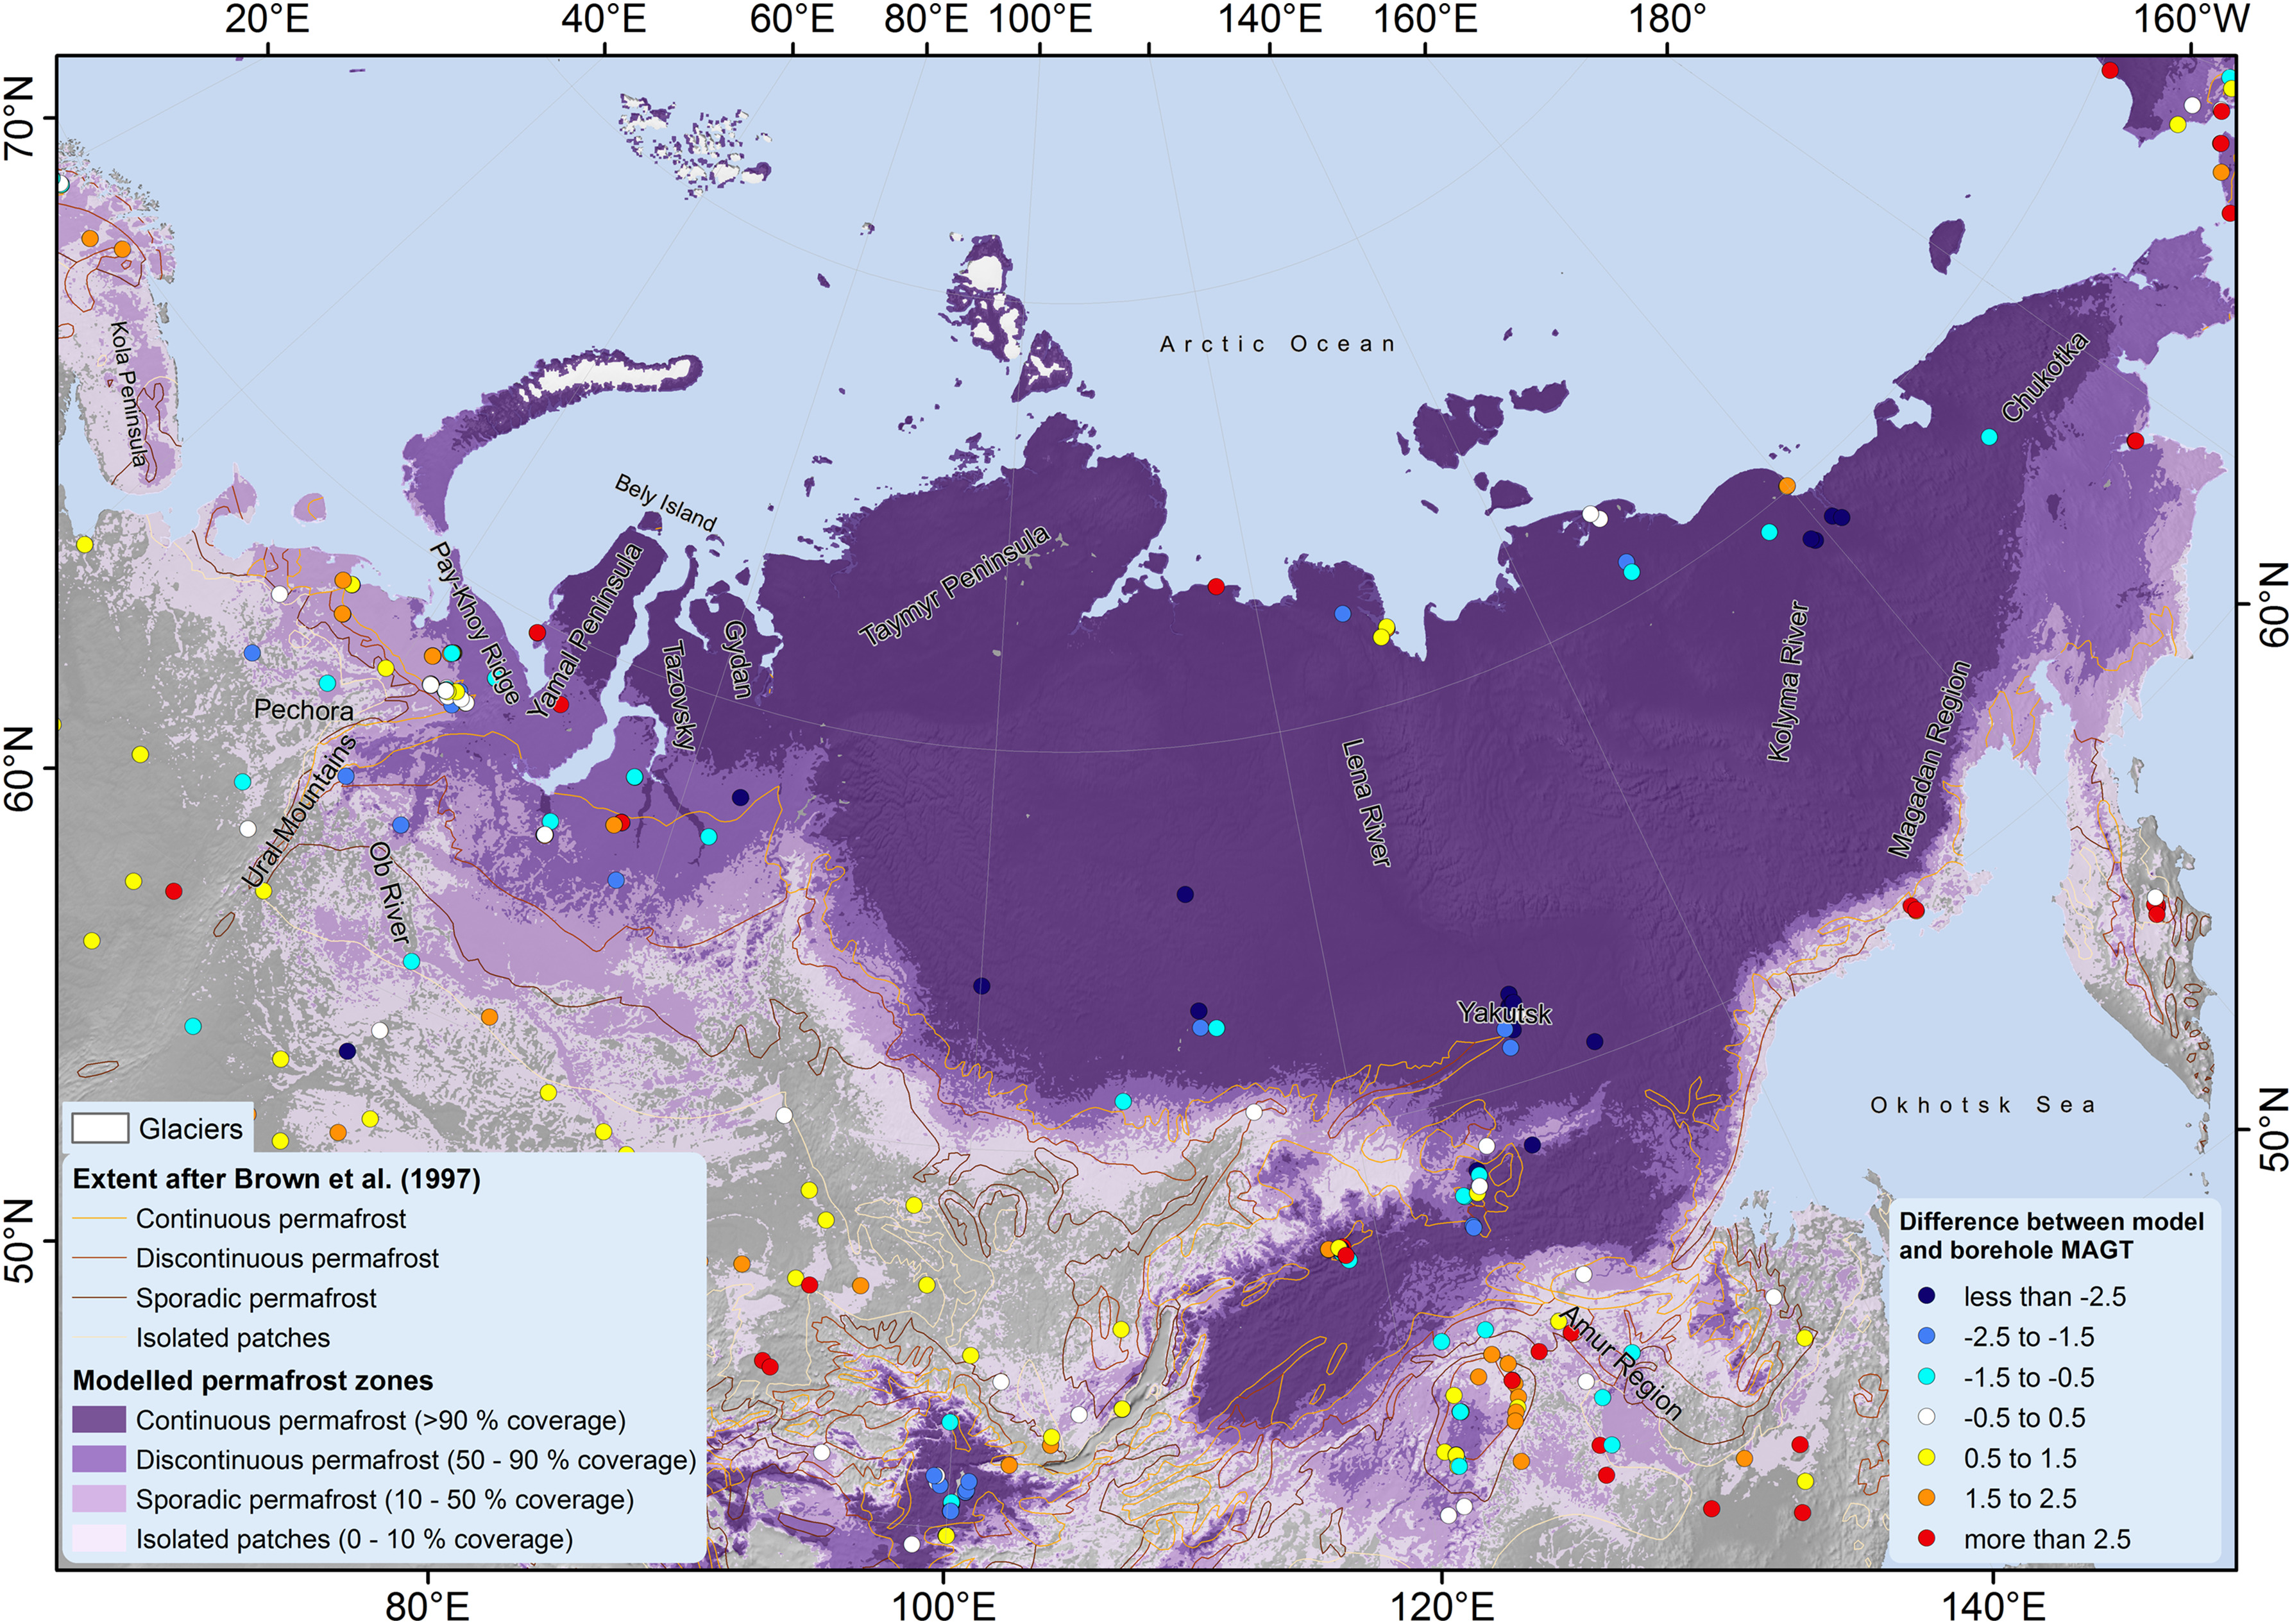 20°E 40°E 60°E 80°E 100°E 140°E 160°E 180° 160°W
70°N
Arctic Ocean
Kola Peninsula
Chukotka
Bely Island
Pay-Khoy Ridge
Yamal Peninsula
Taymyr Peninsula
Gydan
Tazovsky
60°N
Kolyma River
Magadan Region
Pechora
60°N
Ural Mountains
Lena River
Ob River
Yakutsk
Okhotsk Sea
50°N
Glaciers
Extent after Brown et al. (1997)
Continuous permafrost
Discontinuous permafrost
Sporadic permafrost
Isolated patches
Modelled permafrost zones
Continuous permafrost (>90 % coverage)
Discontinuous permafrost (50 - 90 % coverage)
Sporadic permafrost (10 - 50 % coverage)
Isolated patches (0 - 10 % coverage)
50°N
Amur Region
Difference between model
and borehole MAGT
less than -2.5
-2.5 to -1.5
-1.5 to -0.5
-0.5 to 0.5
0.5 to 1.5
1.5 to 2.5
more than 2.5
80°E 100°E 120°E 140°E